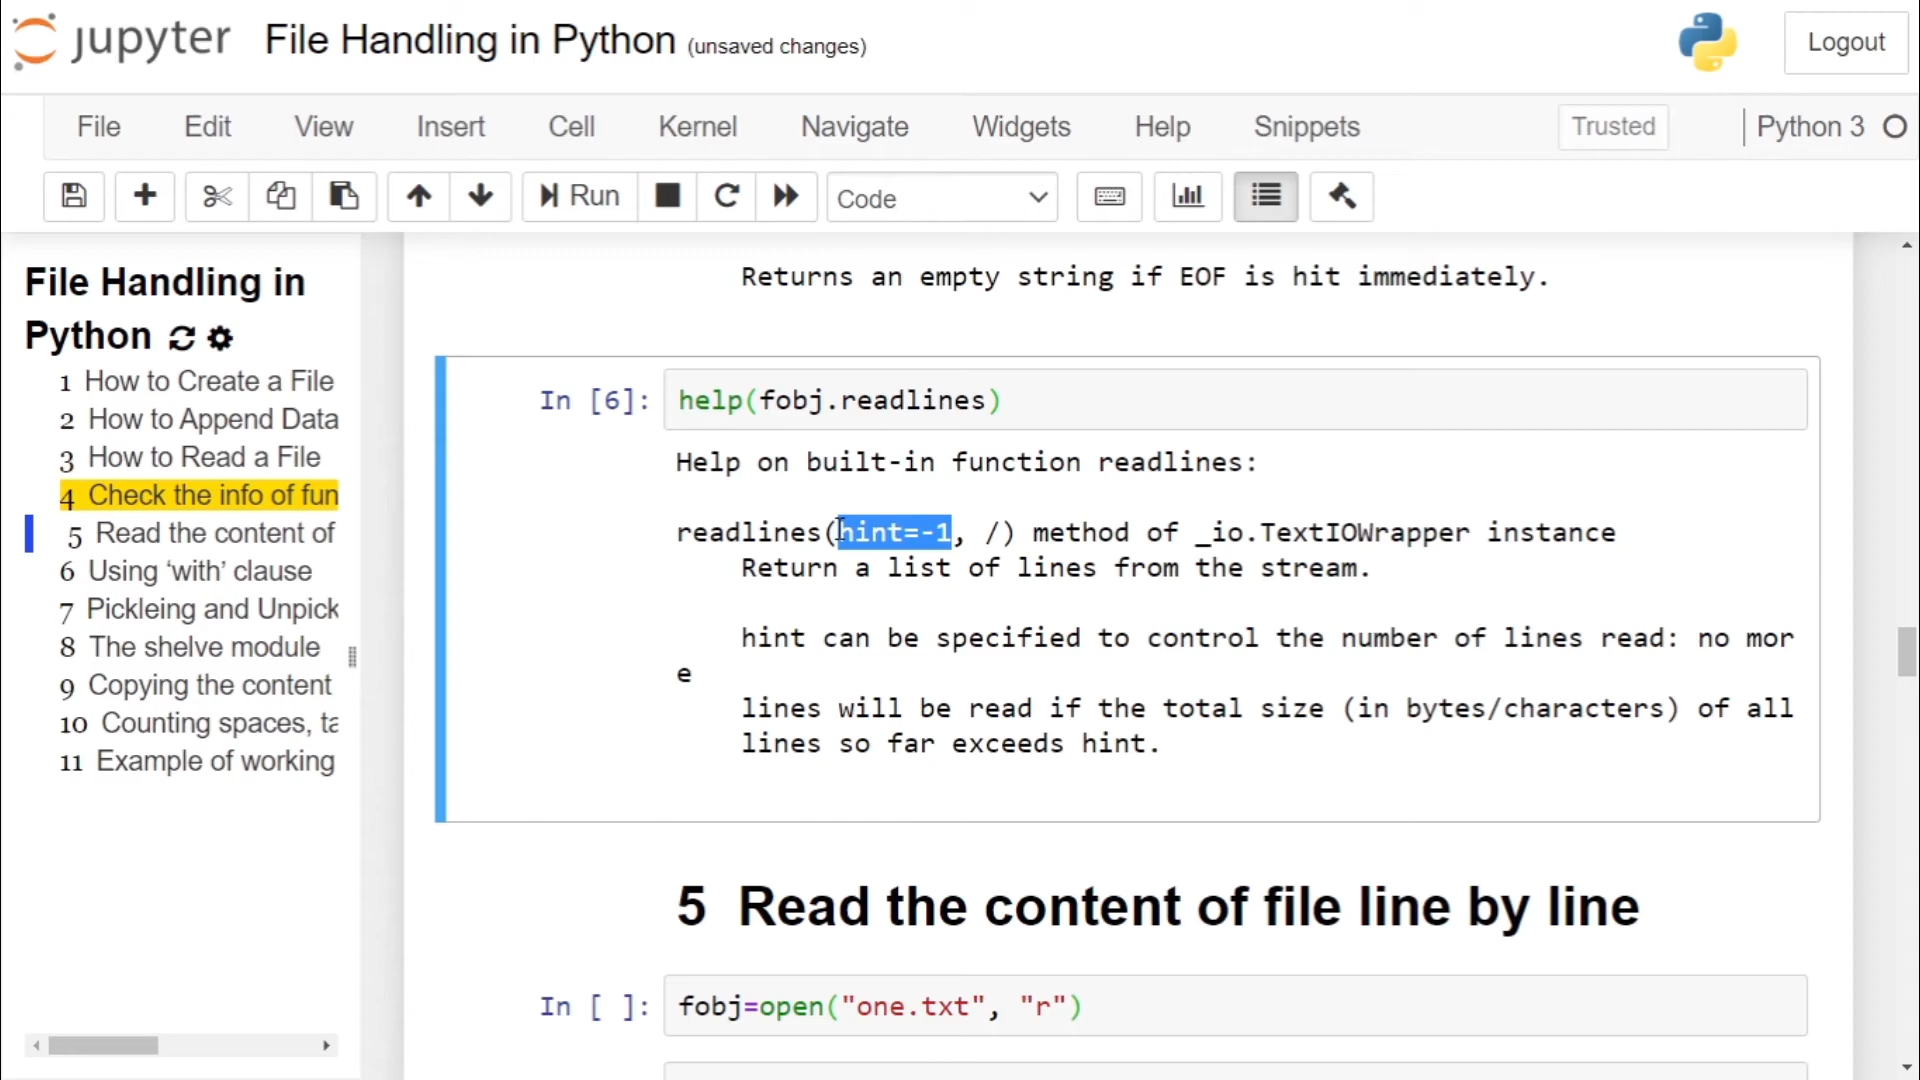 jupyter File Handling in Python (unsaved changes) Logout
File Edit View Insert Cell Kernel Navigate Widgets Help Snippets Trusted Python 3
Run Code
File Handling in
Python
1 How to Create a File
2 How to Append Data
3 How to Read a File
4 Check the info of fun
5 Read the content of
6 Using ‘with’ clause
7 Pickleing and Unpick
8 The shelve module
9 Copying the content
10 Counting spaces, ta
11 Example of working
Returns an empty string if EOF is hit immediately.
In [6]: help(fobj.readlines)
Help on built-in function readlines:
readlines(hint=-1, /) method of _io.TextIOWrapper instance
Return a list of lines from the stream.
hint can be specified to control the number of lines read: no mor
e
lines will be read if the total size (in bytes/characters) of all
lines so far exceeds hint.
5 Read the content of file line by line
In [ ]: fobj=open("one.txt", "r")